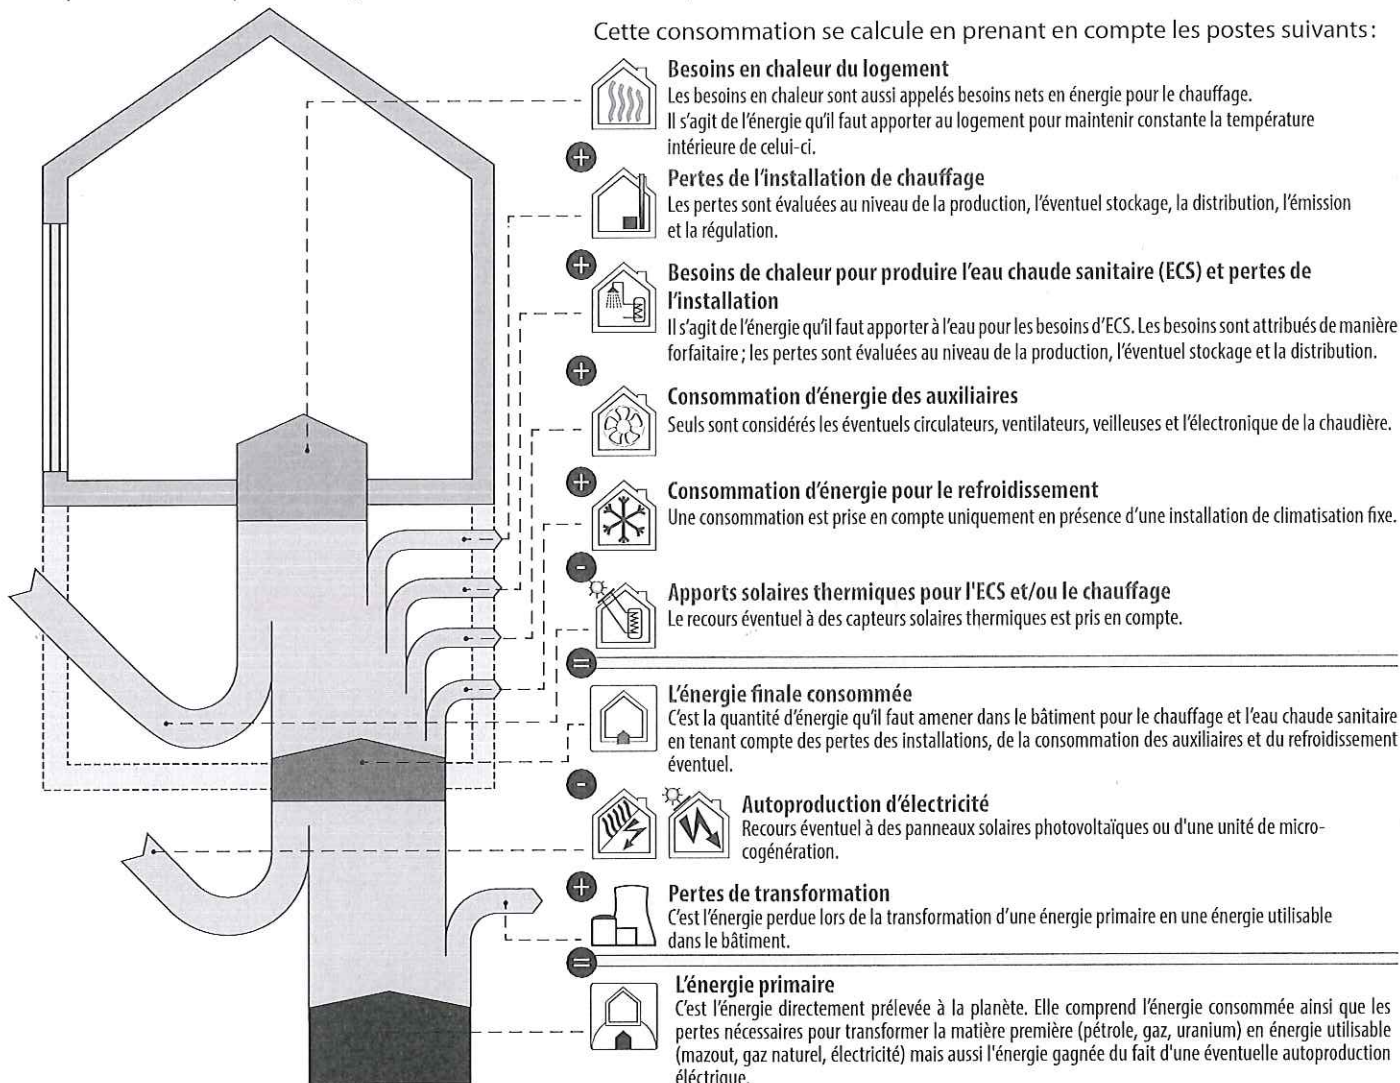 Cette consommation se calcule en prenant en compte les postes suivants :
Besoins en chaleur du logement
Les besoins en chaleur sont aussi appelés besoins nets en énergie pour le chauffage.
Il s'agit de l'énergie qu'il faut apporter au logement pour maintenir constante la température
intérieure de celui-ci.
+
Pertes de l'installation de chauffage
Les pertes sont évaluées au niveau de la production, l'éventuel stockage, la distribution, l'émission
et la régulation.
+
Besoins de chaleur pour produire l'eau chaude sanitaire (ECS) et pertes de
l'installation
Il s'agit de l'énergie qu'il faut apporter à l'eau pour les besoins d'ECS. Les besoins sont attribués de manière
forfaitaire ; les pertes sont évaluées au niveau de la production, l'éventuel stockage et la distribution.
+
Consommation d'énergie des auxiliaires
Seuls sont considérés les éventuels circulateurs, ventilateurs, veilleuses et l'électronique de la chaudière.
+
Consommation d'énergie pour le refroidissement
Une consommation est prise en compte uniquement en présence d'une installation de climatisation fixe.
-
Apports solaires thermiques pour l'ECS et/ou le chauffage
Le recours éventuel à des capteurs solaires thermiques est pris en compte.
=
L'énergie finale consommée
C'est la quantité d'énergie qu'il faut amener dans le bâtiment pour le chauffage et l'eau chaude sanitaire
en tenant compte des pertes des installations, de la consommation des auxiliaires et du refroidissement
éventuel.
-
Autoproduction d'électricité
Recours éventuel à des panneaux solaires photovoltaïques ou d'une unité de micro-
cogénération.
+
Pertes de transformation
C'est l'énergie perdue lors de la transformation d'une énergie primaire en une énergie utilisable
dans le bâtiment.
=
L'énergie primaire
C'est l'énergie directement prélevée à la planète. Elle comprend l'énergie consommée ainsi que les
pertes nécessaires pour transformer la matière première (pétrole, gaz, uranium) en énergie utilisable
(mazout, gaz naturel, électricité) mais aussi l'énergie gagnée du fait d'une éventuelle autoproduction
éléctrique.